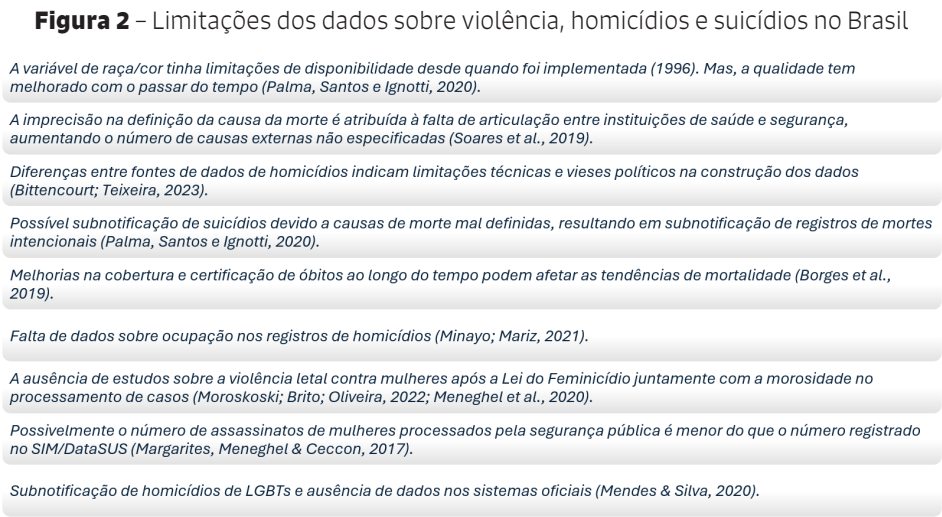 Figura 2 – Limitações dos dados sobre violência, homicídios e suicídios no Brasil
A variável de raça/cor tinha limitações de disponibilidade desde quando foi implementada (1996). Mas, a qualidade tem
melhorado com o passar do tempo (Palma, Santos e Ignotti, 2020).
A imprecisão na definição da causa da morte é atribuída à falta de articulação entre instituições de saúde e segurança,
aumentando o número de causas externas não especificadas (Soares et al., 2019).
Diferenças entre fontes de dados de homicídios indicam limitações técnicas e vieses políticos na construção dos dados
(Bittencourt; Teixeira, 2023).
Possível subnotificação de suicídios devido a causas de morte mal definidas, resultando em subnotificação de registros de mortes
intencionais (Palma, Santos e Ignotti, 2020).
Melhorias na cobertura e certificação de óbitos ao longo do tempo podem afetar as tendências de mortalidade (Borges et al.,
2019).
Falta de dados sobre ocupação nos registros de homicídios (Minayo; Mariz, 2021).
A ausência de estudos sobre a violência letal contra mulheres após a Lei do Feminicídio juntamente com a morosidade no
processamento de casos (Moroskoski; Brito; Oliveira, 2022; Meneghel et al., 2020).
Possivelmente o número de assassinatos de mulheres processados pela segurança pública é menor do que o número registrado
no SIM/DataSUS (Margarites, Meneghel & Ceccon, 2017).
Subnotificação de homicídios de LGBTs e ausência de dados nos sistemas oficiais (Mendes & Silva, 2020).